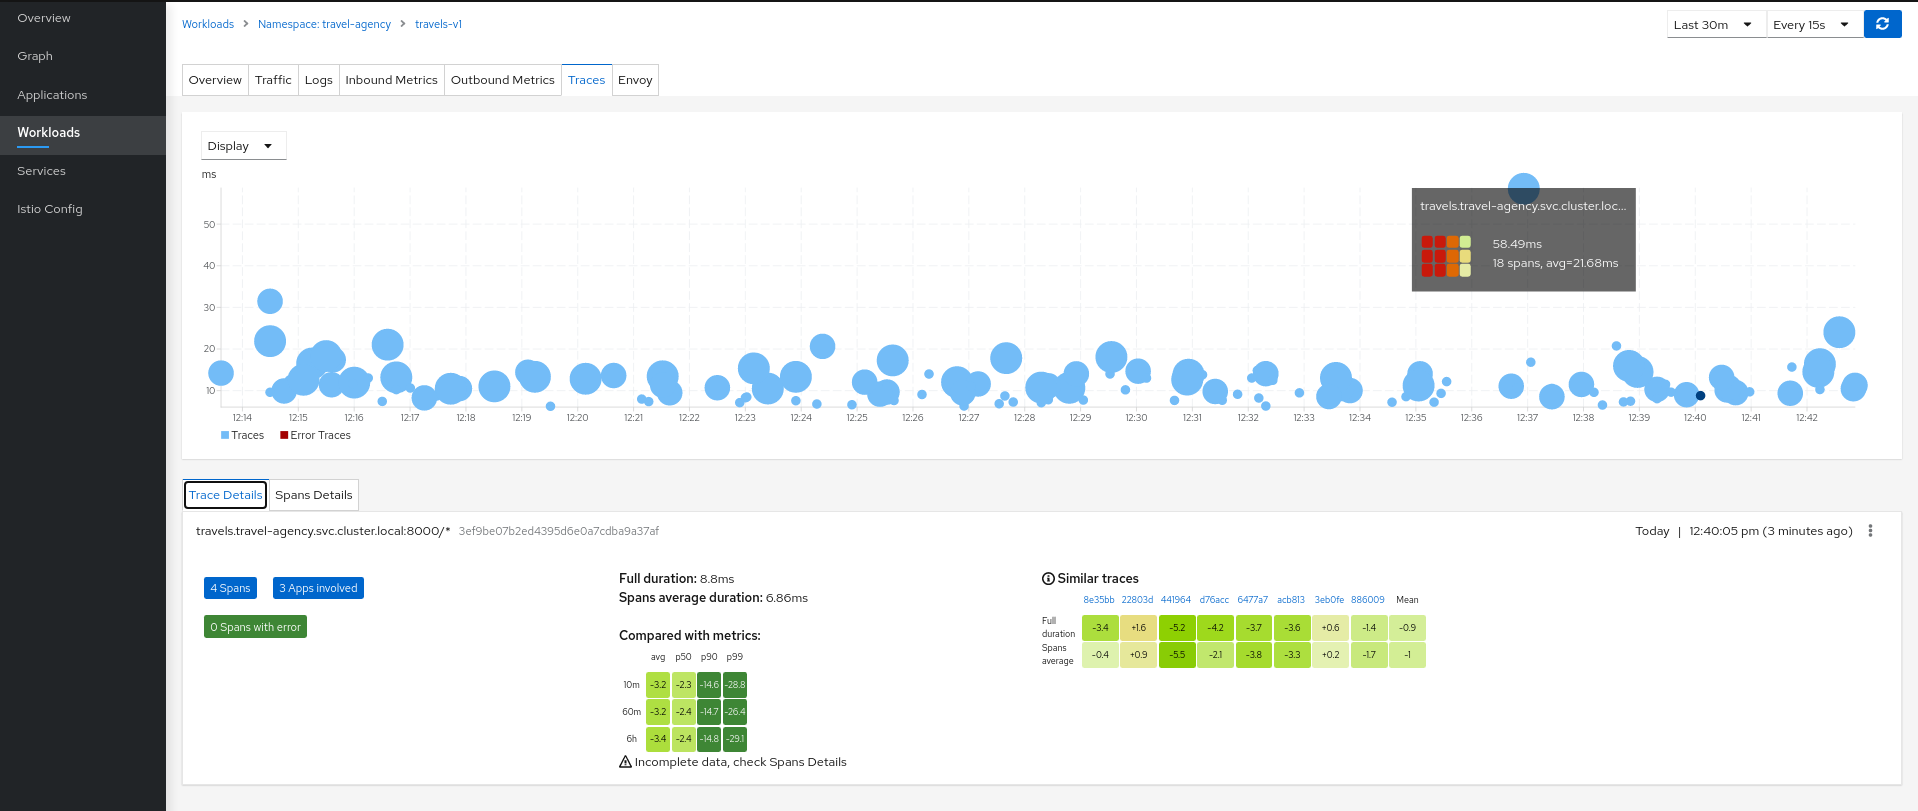 Overview
Graph
Applications
Workloads
Services
Istio Config
Workloads > Namespace: travel-agency > travels-v1
Last 30m Every 15s
Overview Traffic Logs Inbound Metrics Outbound Metrics Traces Envoy
Display
ms
travels.travel-agency.svc.cluster.loc...
58.49ms
18 spans, avg=21.68ms
50
40
30
20
10
12:14 12:15 12:16 12:17 12:18 12:19 12:20 12:21 12:22 12:23 12:24 12:25 12:26 12:27 12:28 12:29 12:30 12:31 12:32 12:33 12:34 12:35 12:36 12:37 12:38 12:39 12:40 12:41 12:42
Traces Error Traces
Trace Details Spans Details
travels.travel-agency.svc.cluster.local:8000/* 3ef9be07b2ed4395d6e0a7cdba9a37af Today | 12:40:05 pm (3 minutes ago)
4 Spans 3 Apps involved
0 Spans with error
Full duration: 8.8ms
Spans average duration: 6.86ms
Compared with metrics:
avg p50 p90 p99
10m -3.2 -2.3 -14.6 -28.8
60m -3.2 -2.4 -14.7 -26.4
6h -3.4 -2.4 -14.8 -29.1
Incomplete data, check Spans Details
Similar traces
8e35bb 22803d 441964 d76acc 6477a7 acb813 3eb0fe 886009 Mean
Full duration -3.4 +1.6 -5.2 -4.2 -3.7 -3.6 +0.6 -1.4 -0.9
Spans average -0.4 +0.9 -5.5 -2.1 -3.8 -3.3 +0.2 -1.7 -1